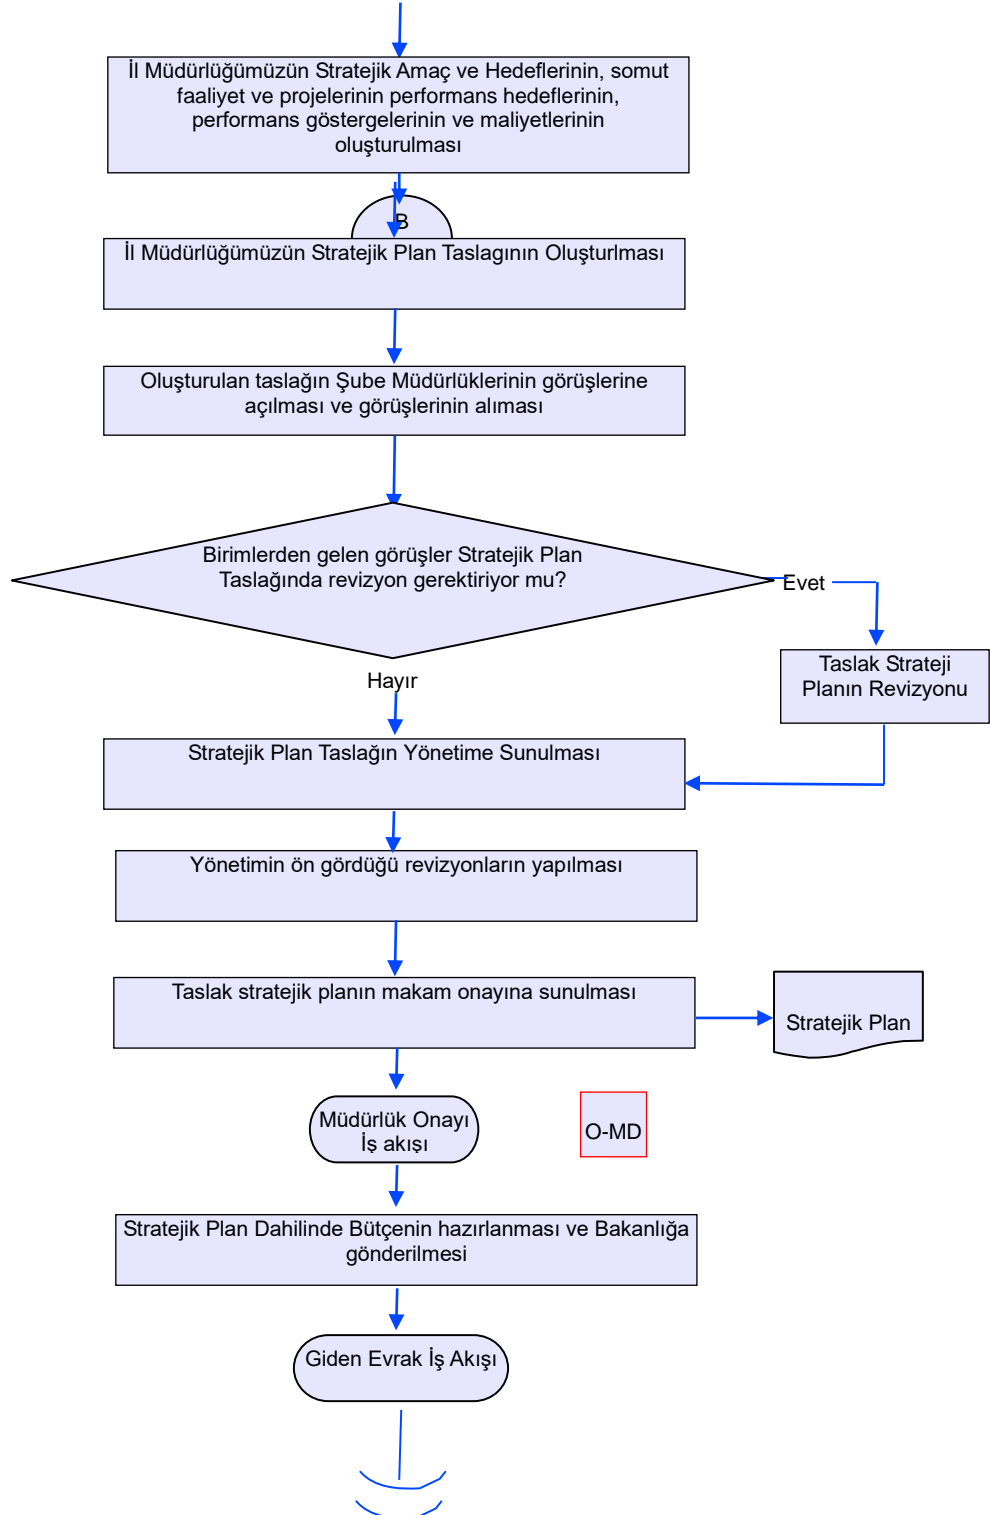 İl Müdürlüğümüzün Stratejik Amaç ve Hedeflerinin, somut
faaliyet ve projelerinin performans hedeflerinin,
performans göstergelerinin ve maliyetlerinin
oluşturulması
B
İl Müdürlüğümüzün Stratejik Plan Taslagının Oluşturlması
Oluşturulan taslağın Şube Müdürlüklerinin görüşlerine
açılması ve görüşlerinin alıması
Birimlerden gelen görüşler Stratejik Plan
Taslağında revizyon gerektiriyor mu?
Evet
Taslak Strateji
Planın Revizyonu
Hayır
Stratejik Plan Taslağın Yönetime Sunulması
Yönetimin ön gördüğü revizyonların yapılması
Taslak stratejik planın makam onayına sunulması
Stratejik Plan
Müdürlük Onayı
İş akışı
O-MD
Stratejik Plan Dahilinde Bütçenin hazırlanması ve Bakanlığa
gönderilmesi
Giden Evrak İş Akışı